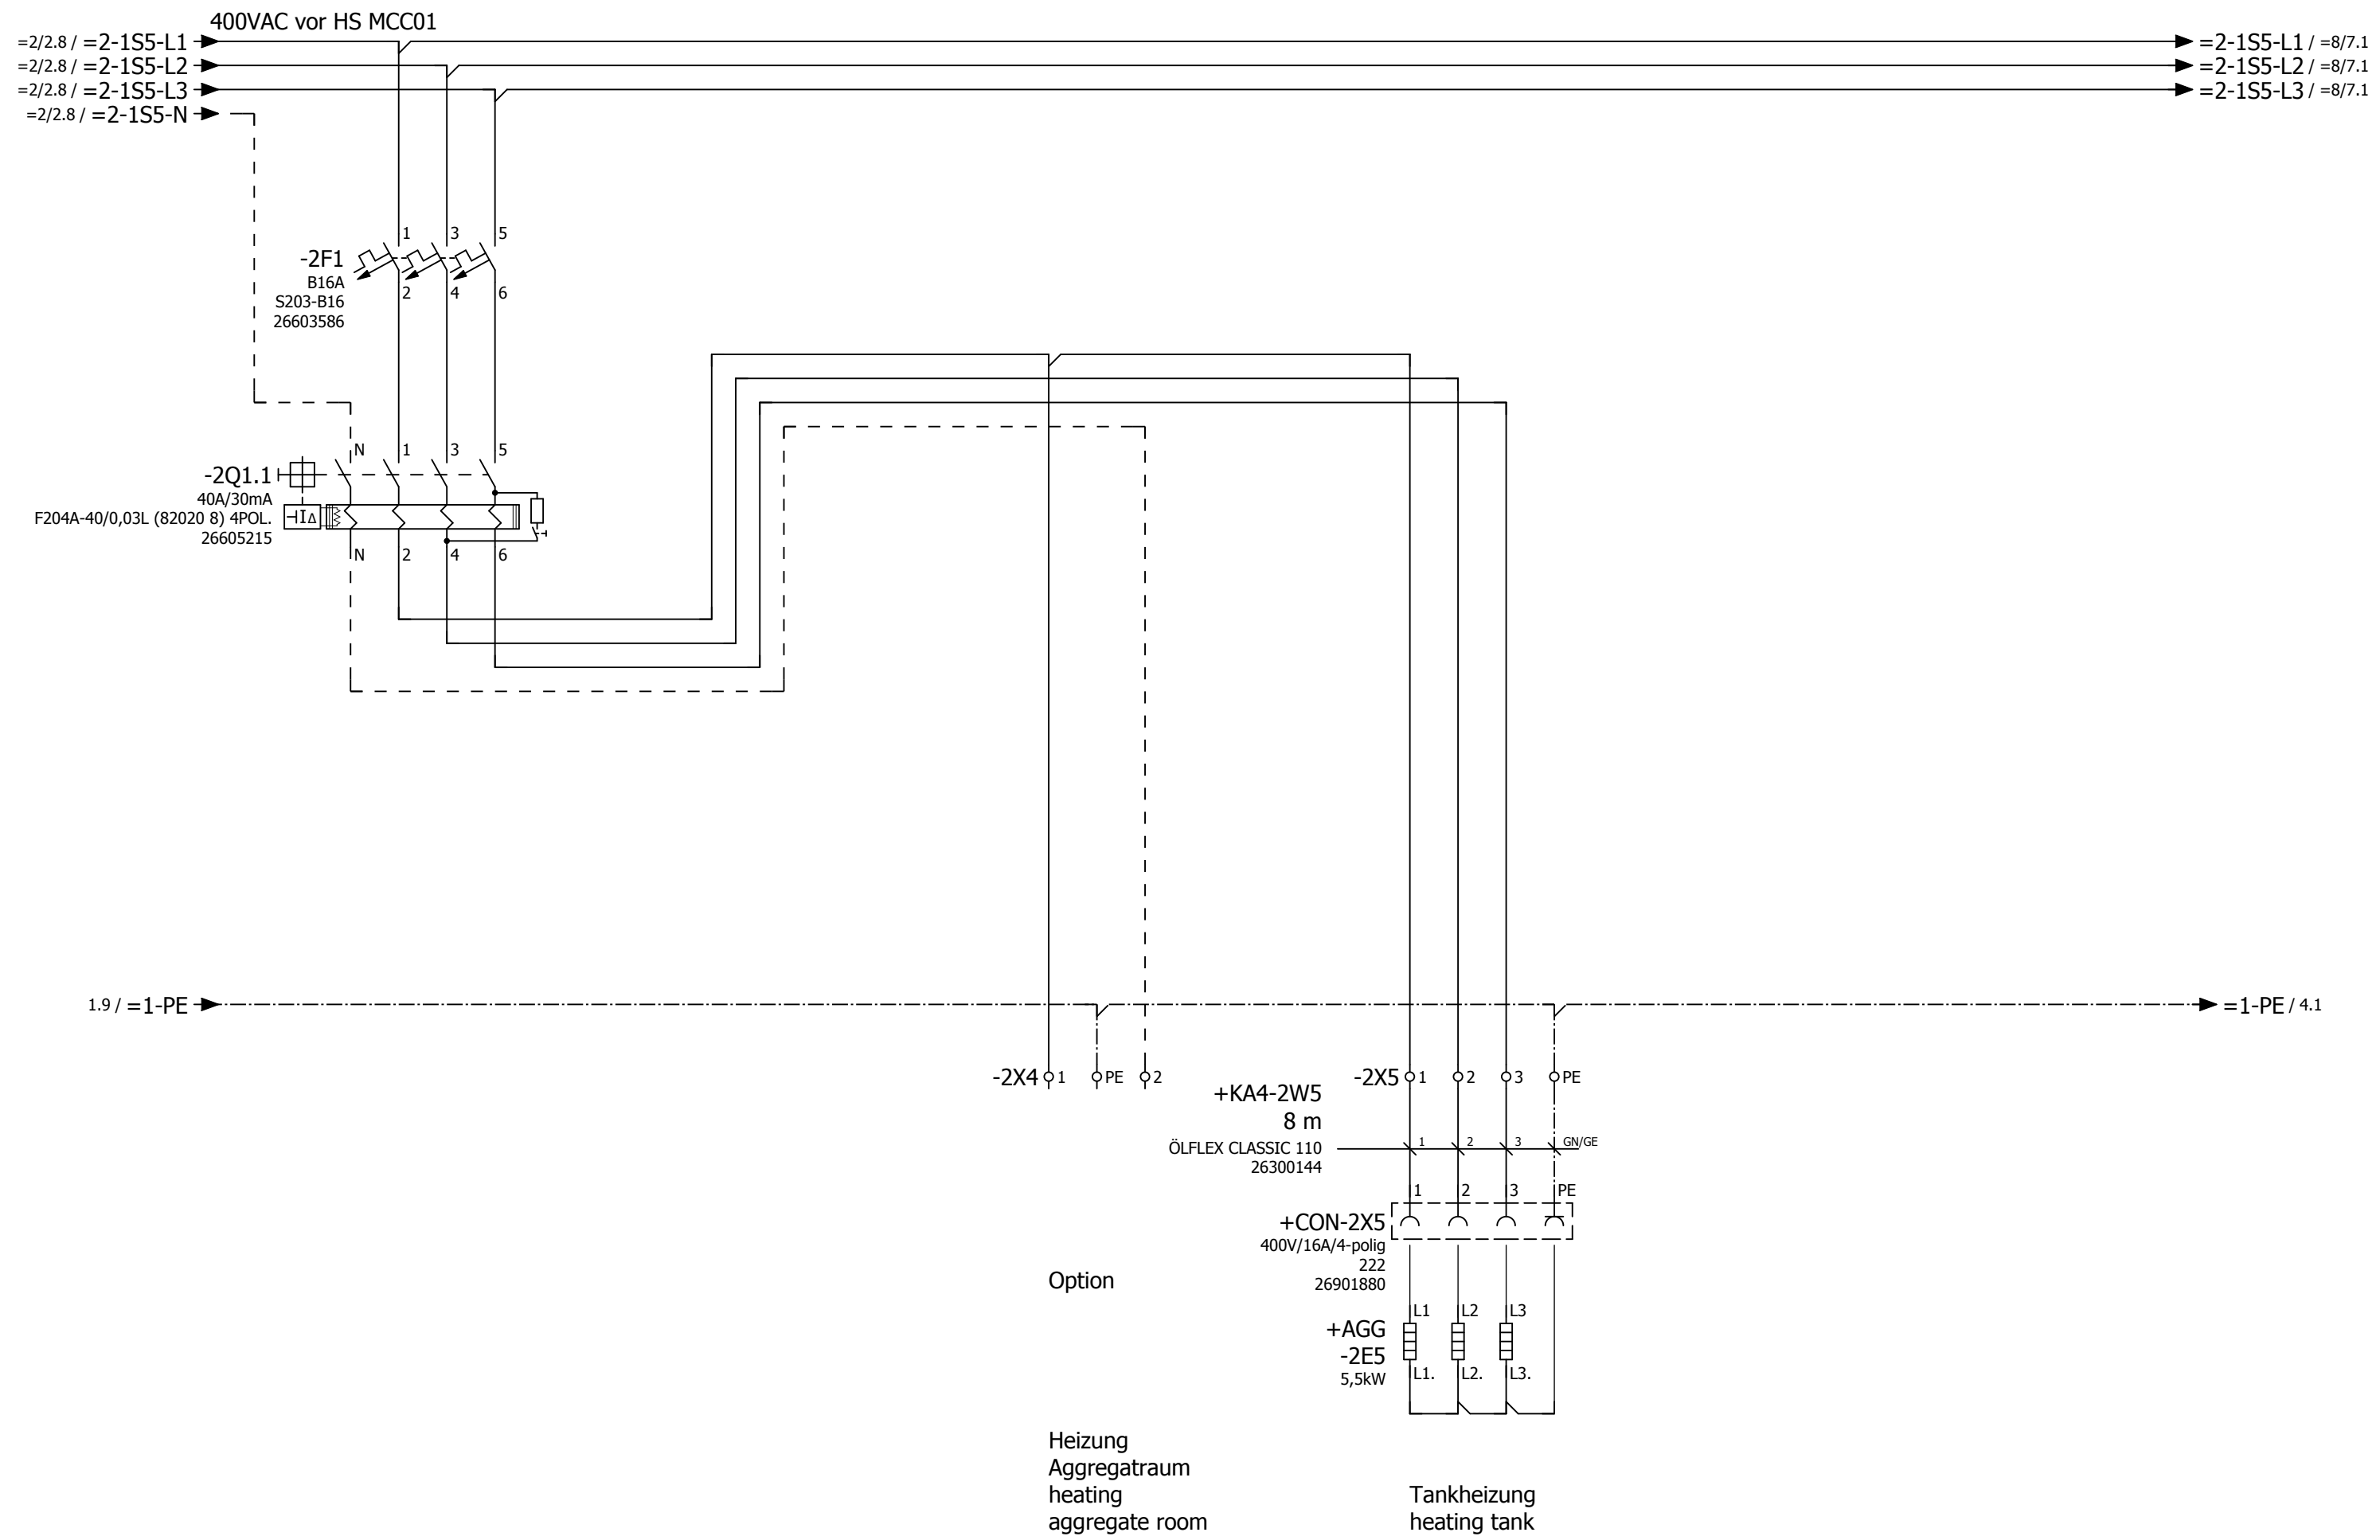 400VAC vor HS MCC01
=2/2.8 / =2-1S5-L1
=2-1S5-L1 / =8/7.1
=2/2.8 / =2-1S5-L2
=2-1S5-L2 / =8/7.1
=2/2.8 / =2-1S5-L3
=2-1S5-L3 / =8/7.1
=2/2.8 / =2-1S5-N
1 3 5
-2F1
B16A
S203-B16
26603586
2 4 6
N 1 3 5
-2Q1.1
40A/30mA
F204A-40/0,03L (82020 8) 4POL.
26605215
I Δ
N 2 4 6
1.9 / =1-PE
=1-PE / 4.1
-2X4 1 PE 2
-2X5 1 2 3 PE
+KA4-2W5
8 m
ÖLFLEX CLASSIC 110
26300144
1 2 3 GN/GE
1 2 3 PE
+CON-2X5
400V/16A/4-polig
222
26901880
Option
L1 L2 L3
+AGG
-2E5
5,5kW
L1. L2. L3.
Heizung
Aggregatraum
heating
aggregate room
Tankheizung
heating tank